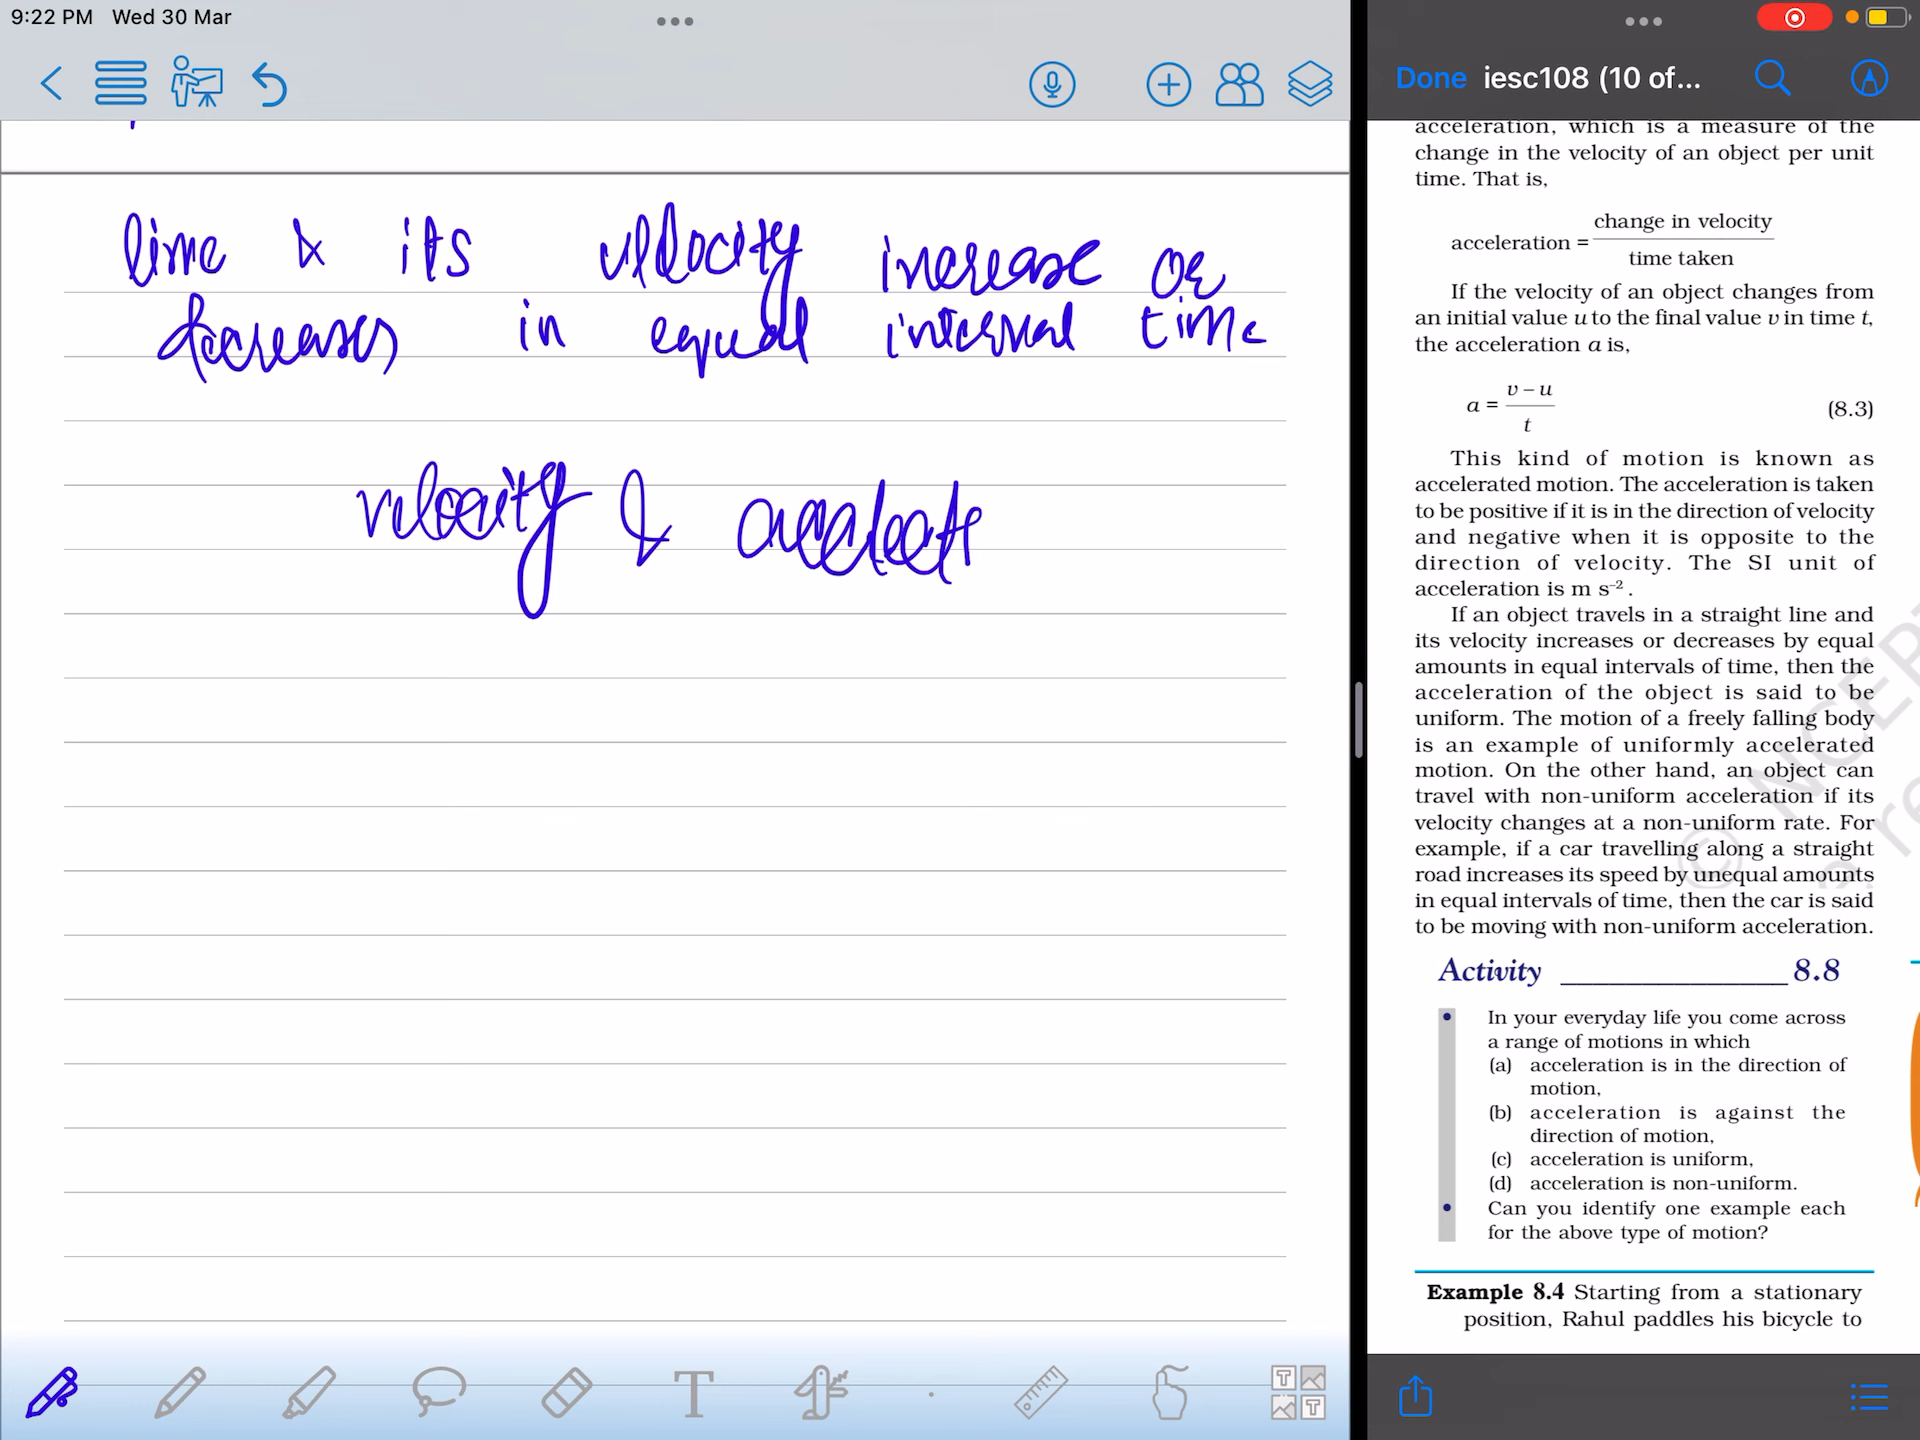 9:22 PM Wed 30 Mar
line & its velocity increase or
decreases in equal interval time
velocity &
Done iesc108 (10 of...
acceleration, which is a measure of the
change in the velocity of an object per unit
time. That is,
acceleration = change in velocity
time taken
If the velocity of an object changes from
an initial value u to the final value v in time t,
the acceleration a is,
a = v – u
t
(8.3)
This kind of motion is known as
accelerated motion. The acceleration is taken
to be positive if it is in the direction of velocity
and negative when it is opposite to the
direction of velocity. The SI unit of
acceleration is m s⁻².
If an object travels in a straight line and
its velocity increases or decreases by equal
amounts in equal intervals of time, then the
acceleration of the object is said to be
uniform. The motion of a freely falling body
is an example of uniformly accelerated
motion. On the other hand, an object can
travel with non-uniform acceleration if its
velocity changes at a non-uniform rate. For
example, if a car travelling along a straight
road increases its speed by unequal amounts
in equal intervals of time, then the car is said
to be moving with non-uniform acceleration.
Activity ______________ 8.8
• In your everyday life you come across
a range of motions in which
(a) acceleration is in the direction of
motion,
(b) acceleration is against the
direction of motion,
(c) acceleration is uniform,
(d) acceleration is non-uniform.
• Can you identify one example each
for the above type of motion?
Example 8.4 Starting from a stationary
position, Rahul paddles his bicycle to
T
© NCERT